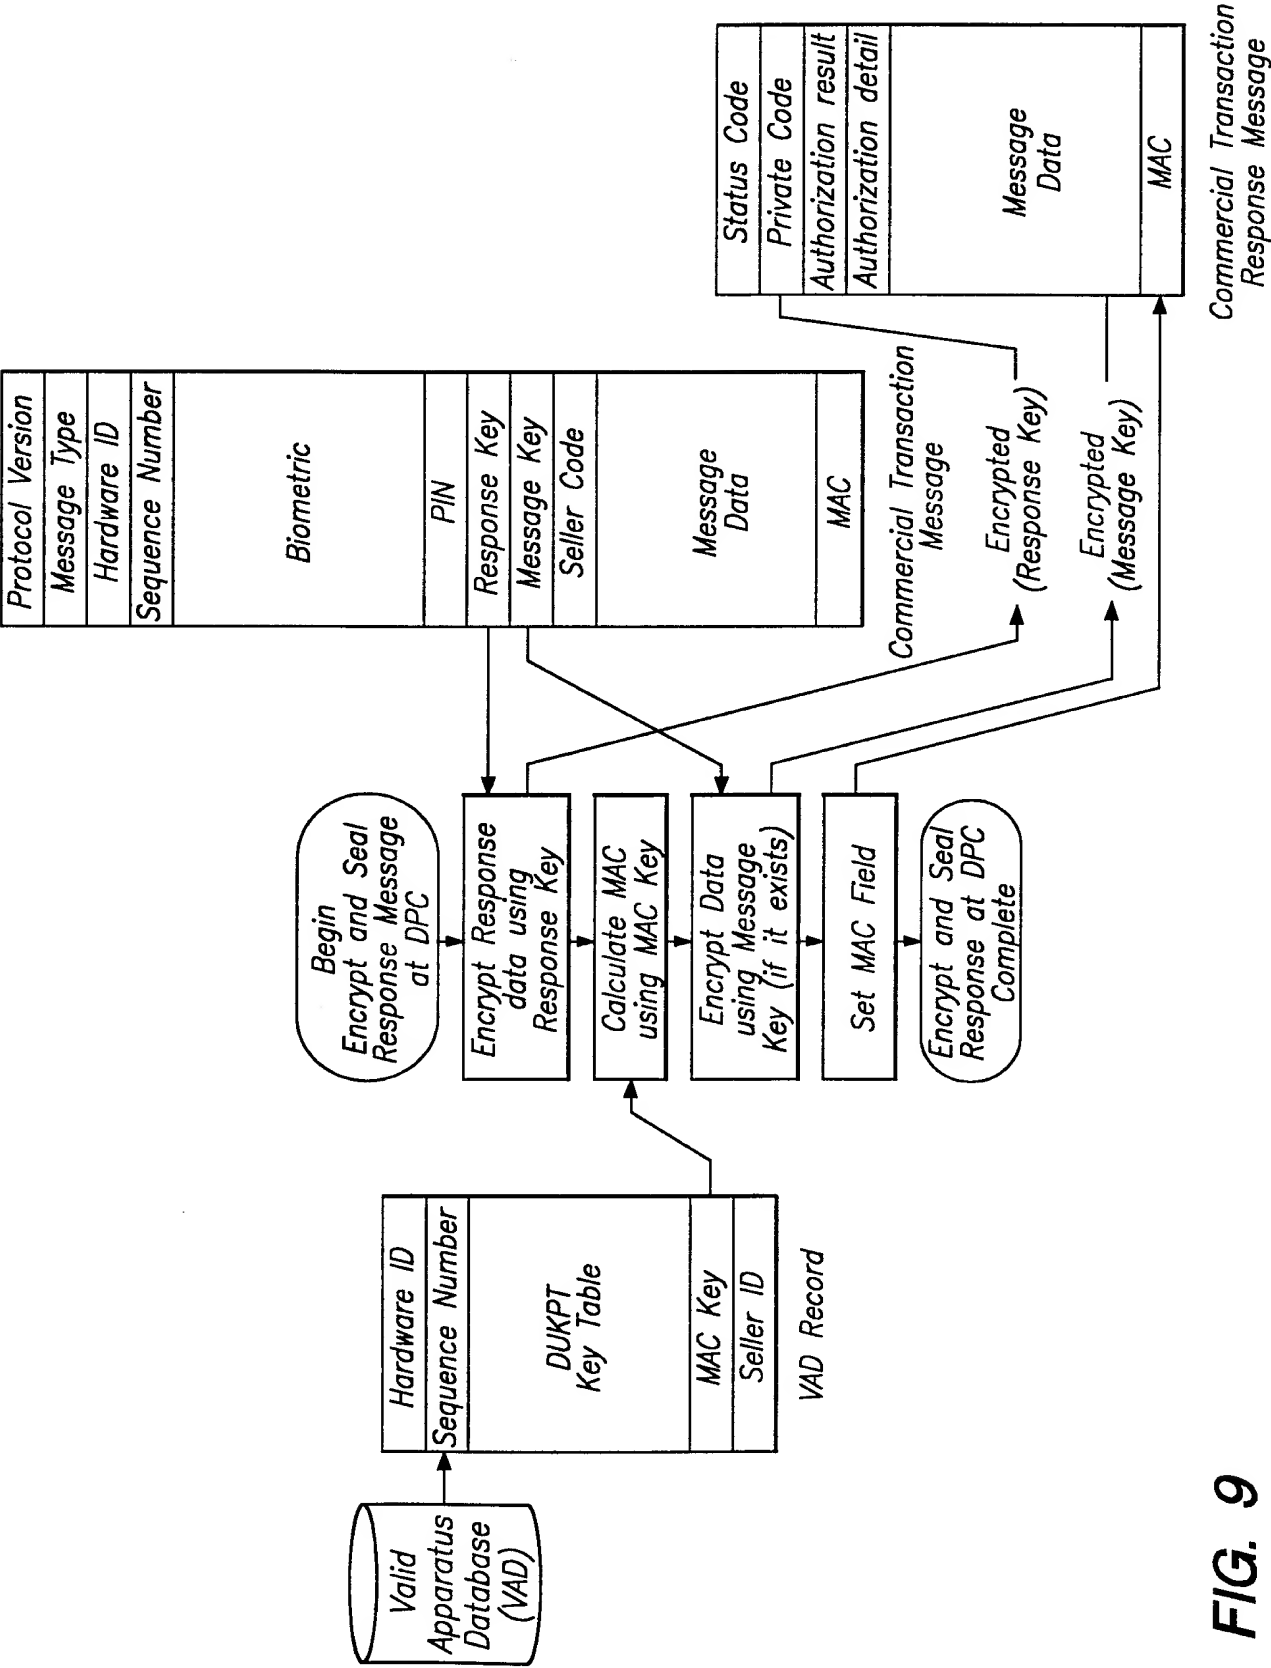 Valid
Apparatus
Database
(VAD)
Hardware ID
Sequence Number
DUKPT
Key Table
MAC Key
Seller ID
VAD Record
Begin
Encrypt and Seal
Response Message
at DPC
Encrypt Response
data using
Response Key
Calculate MAC
using MAC Key
Encrypt Data
using Message
Key (if it exists)
Set MAC Field
Encrypt and Seal
Response at DPC
Complete
Protocol Version
Message Type
Hardware ID
Sequence Number
Biometric
PIN
Response Key
Message Key
Seller Code
Message
Data
MAC
Commercial Transaction
Message
Encrypted
(Response Key)
Encrypted
(Message Key)
Status Code
Private Code
Authorization result
Authorization detail
Message
Data
MAC
Commercial Transaction
Response Message
FIG. 9